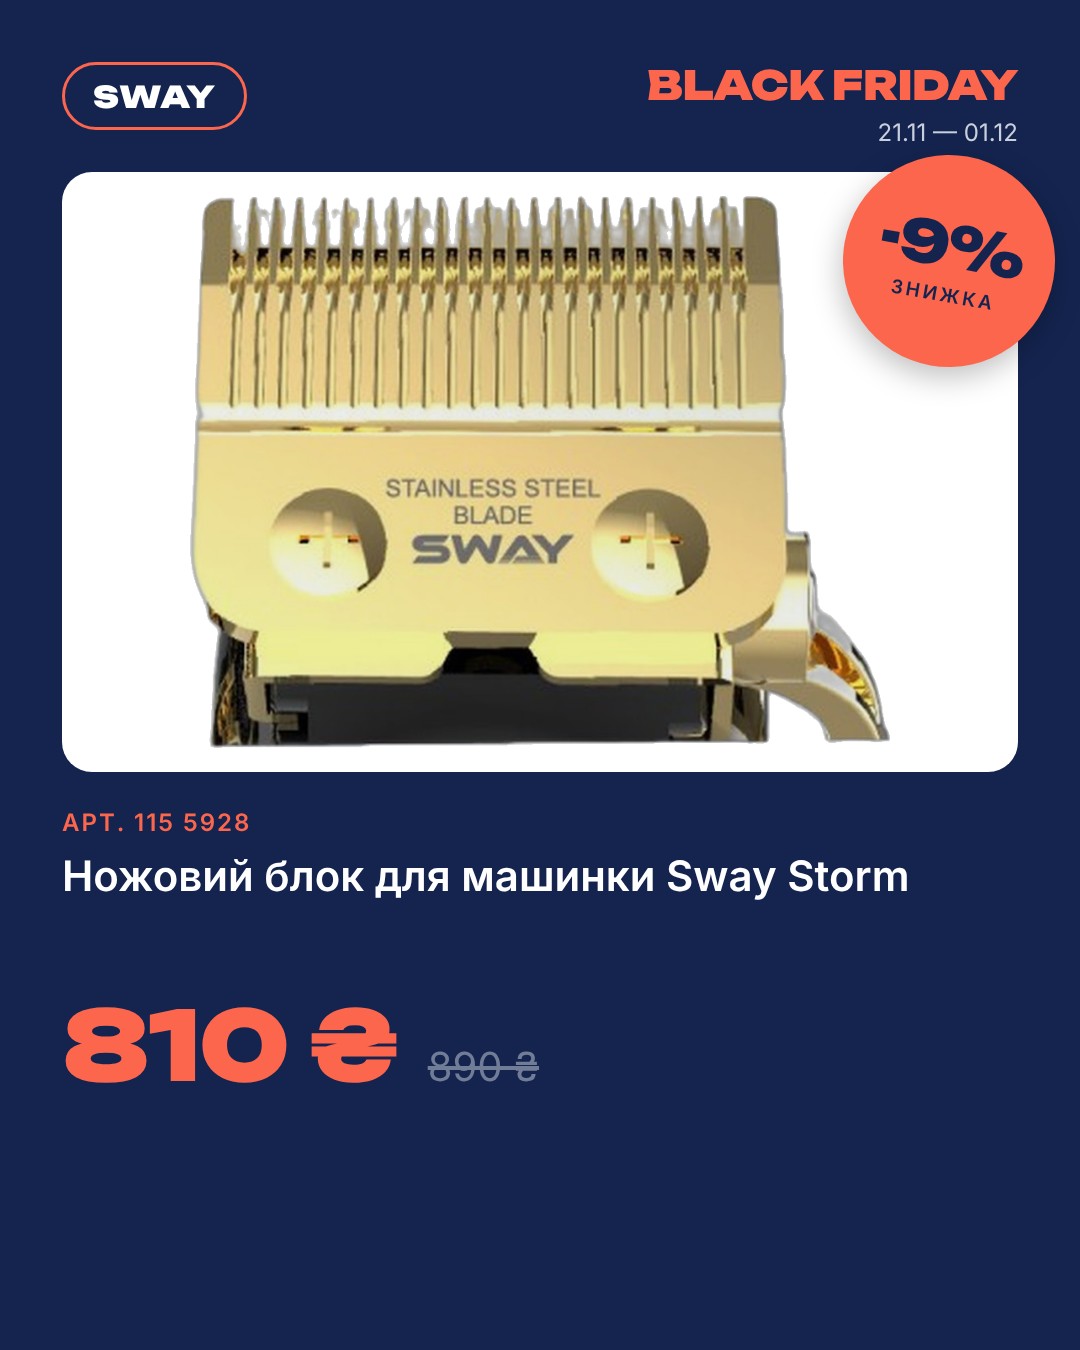 SWAY
BLACK FRIDAY
21.11 — 01.12
-9%
ЗНИЖКА
STAINLESS STEEL
BLADE
SWAY
АРТ. 115 5928
Ножовий блок для машинки Sway Storm
810 ₴ 890 ₴